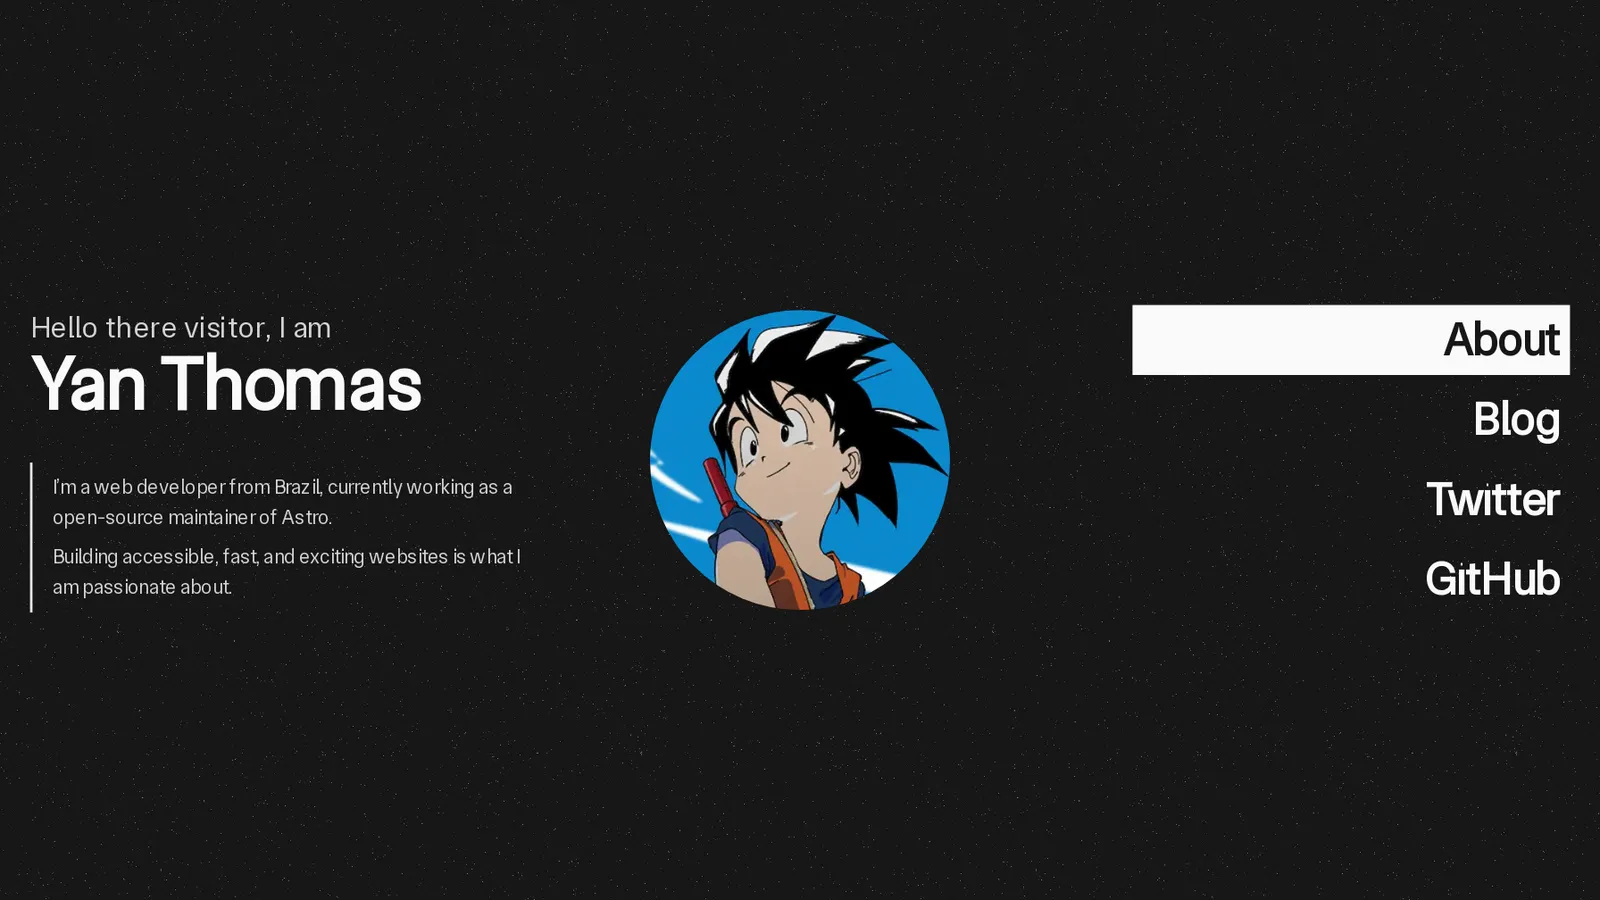 Hello there visitor, I am
Yan Thomas
I'm a web developer from Brazil, currently working as a
open-source maintainer of Astro.
Building accessible, fast, and exciting websites is what I
am passionate about.
About
Blog
Twitter
GitHub